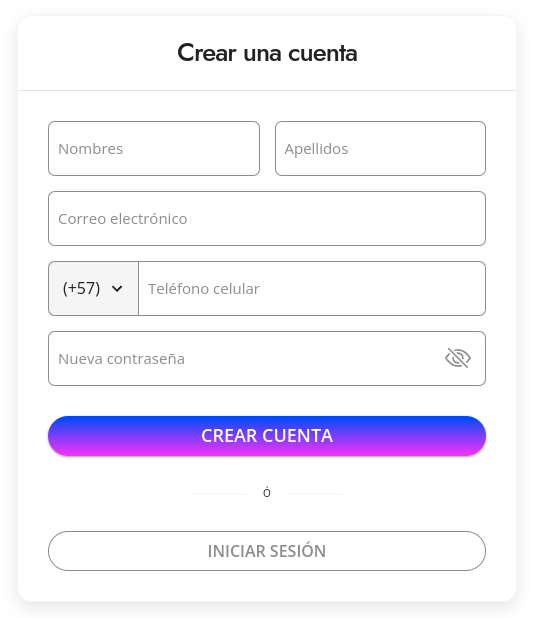 Crear una cuenta
Nombres Apellidos
Correo electrónico
(+57) Teléfono celular
Nueva contraseña
CREAR CUENTA
Ó
INICIAR SESIÓN